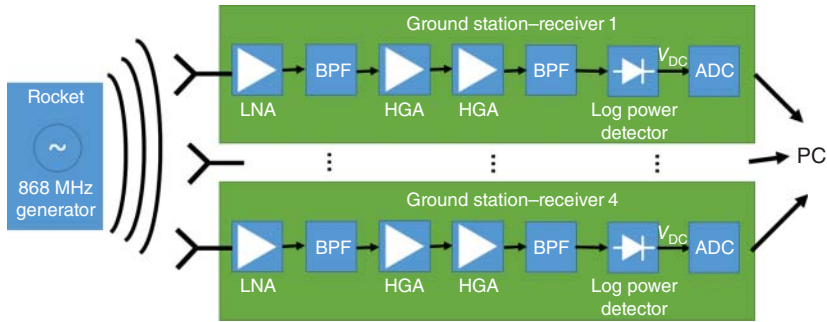 Ground station–receiver 1
BPF
BPF
V_DC
ADC
LNA
HGA
HGA
Log power
detector
Rocket
~
868 MHz
generator
PC
Ground station–receiver 4
BPF
BPF
V_DC
ADC
LNA
HGA
HGA
Log power
detector